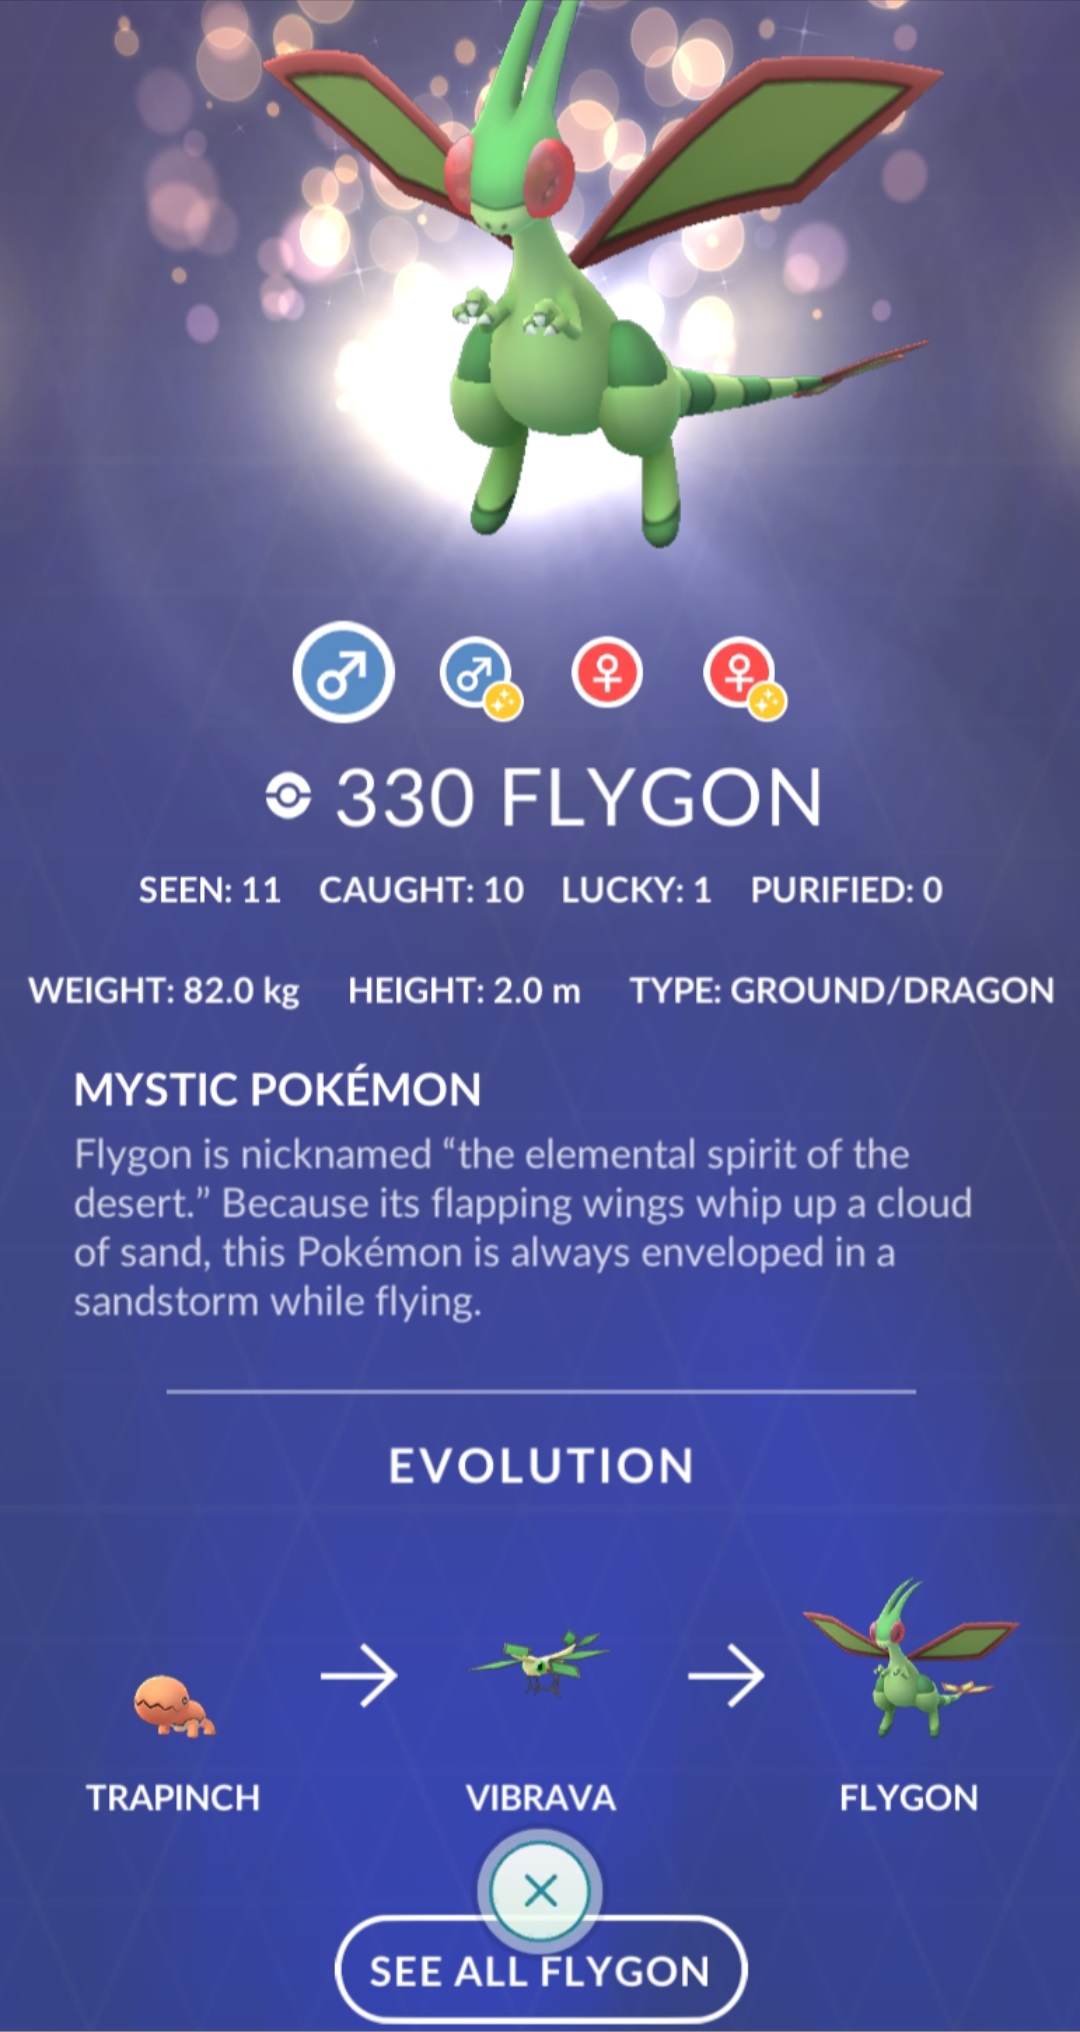 330 FLYGON
SEEN: 11 CAUGHT: 10 LUCKY: 1 PURIFIED: 0
WEIGHT: 82.0 kg HEIGHT: 2.0 m TYPE: GROUND/DRAGON
MYSTIC POKÉMON
Flygon is nicknamed “the elemental spirit of the
desert.” Because its flapping wings whip up a cloud
of sand, this Pokémon is always enveloped in a
sandstorm while flying.
EVOLUTION
TRAPINCH VIBRAVA FLYGON
SEE ALL FLYGON